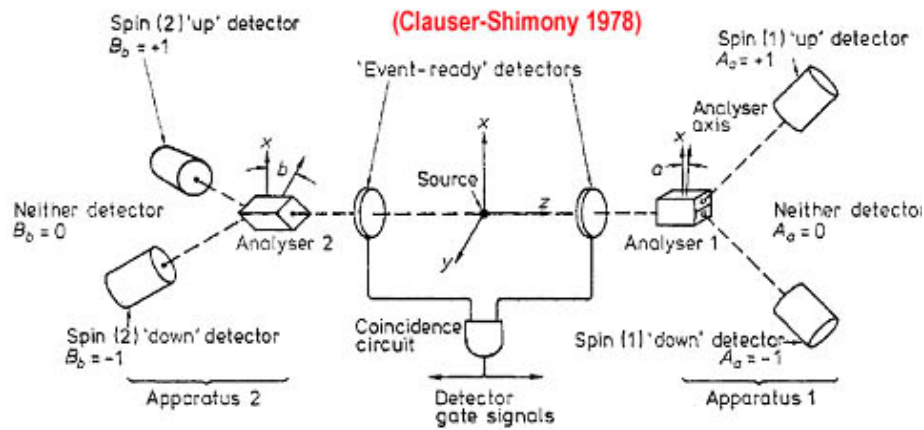 (Clauser-Shimony 1978)
Spin (2) 'up' detector
B_b = +1
'Event-ready' detectors
Spin (1) 'up' detector
A_a = +1
Analyser
axis
x
b
x
x
a
Source
z
y
Neither detector
B_b = 0
Analyser 2
Analyser 1
Neither detector
A_a = 0
Spin (2) 'down' detector
B_b = -1
Coincidence
circuit
Spin (1) 'down' detector
A_a = -1
Apparatus 2
Detector
gate signals
Apparatus 1